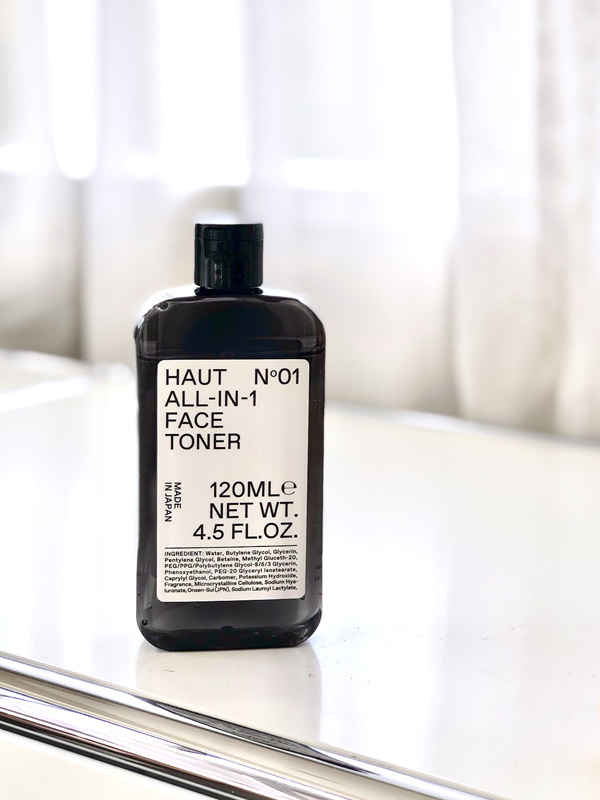 HAUT Nº01
ALL-IN-1
FACE
TONER
MADE
IN JAPAN
120ML℮
NET WT.
4.5 FL.OZ.
INGREDIENT: Water, Butylene Glycol, Glycerin,
Pentylene Glycol, Betaine, Methyl Gluceth-20,
PEG/PPG/Polybutylene Glycol-8/5/3 Glycerin,
Phenoxyethanol, PEG-20 Glyceryl Isostearate,
Caprylyl Glycol, Carbomer, Potassium Hydroxide,
Fragrance, Microcrystalline Cellulose, Sodium Hya-
luronate,Onsen-Sui(JPN), Sodium Lauroyl Lactylate,